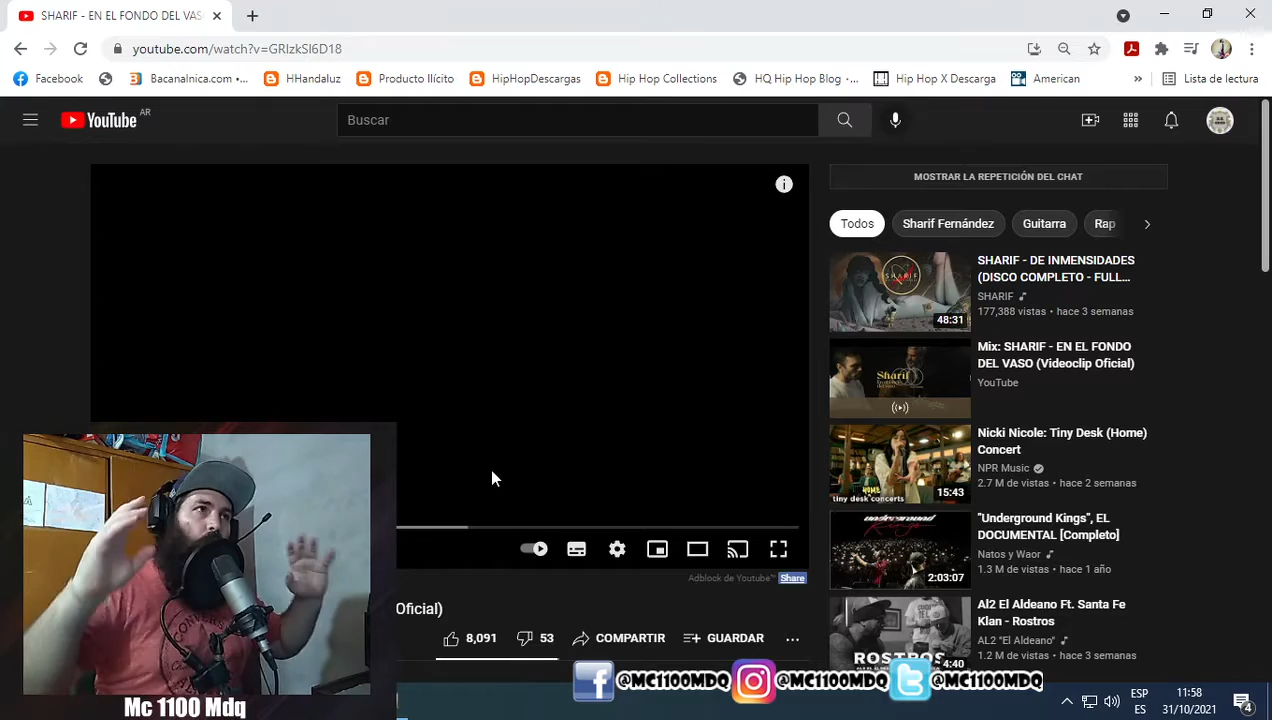 SHARIF - EN EL FONDO DEL VAS
youtube.com/watch?v=GRIzkSI6D18
Facebook
Bacanalnica.com •...
HHandaluz
Producto Ilícito
HipHopDescargas
Hip Hop Collections
HQ Hip Hop Blog -...
Hip Hop X Descarga
American
»
Lista de lectura
YouTube AR
Buscar
MOSTRAR LA REPETICIÓN DEL CHAT
Todos
Sharif Fernández
Guitarra
Rap
SHARIF - DE INMENSIDADES
(DISCO COMPLETO - FULL...
SHARIF
177,388 vistas • hace 3 semanas
48:31
Mix: SHARIF - EN EL FONDO
DEL VASO (Videoclip Oficial)
YouTube
Sharif
Nicki Nicole: Tiny Desk (Home)
Concert
NPR Music
2.7 M de vistas • hace 2 semanas
tiny desk concerts
15:43
"Underground Kings", EL
DOCUMENTAL [Completo]
Natos y Waor
1.3 M de vistas • hace 1 año
underground
Kings
2:03:07
Al2 El Aldeano Ft. Santa Fe
Klan - Rostros
AL2 "El Aldeano"
1.2 M de vistas • hace 3 semanas
ROSTROS
4:40
Adblock de Youtube™ Share
Oficial)
8,091
53
COMPARTIR
GUARDAR
@MC1100MDQ
@MC1100MDQ
@MC1100MDQ
Mc 1100 Mdq
ESP
ES
11:58
31/10/2021
4